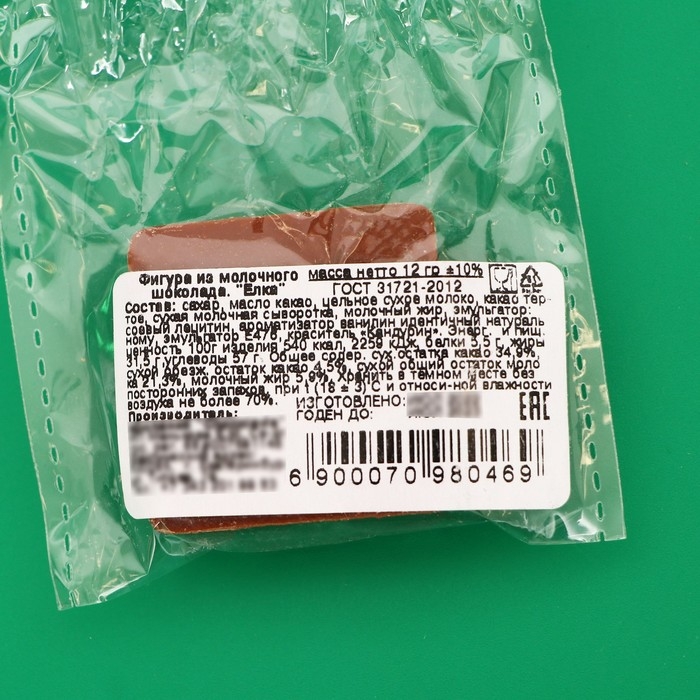 Фигура из молочного масса нетто 12 гр ±10%
шоколада. "Елка" ГОСТ 31721-2012
Состав: сахар, масло какао, цельное сухое молоко, какао тер-
тое, сухая молочная сыворотка, молочный жир, эмульгатор:
соевый лецитин, ароматизатор ванилин идентичный натураль
ному, эмульгатор Е476, краситель «Кандурин». Энерг. и пищ.
ценность 100г изделия 540 ккал, 2259 кДж, белки 5,5 г, жиры
31,5 г углеводы 57 г. Общее содер. сух. остатка какао 34,9%,
сухой обезж. остаток какао 4,5%, сухой общий остаток моло
ка 21,3%, молочный жир 5,9%. Хранить в темном месте без
посторонних запахов, при t (18 ± 3) с и относи-ной влажности
воздуха не более 70%.
ИЗГОТОВЛЕНО:
ГОДЕН ДО:
EAC
Производитель:
6 900070 980469